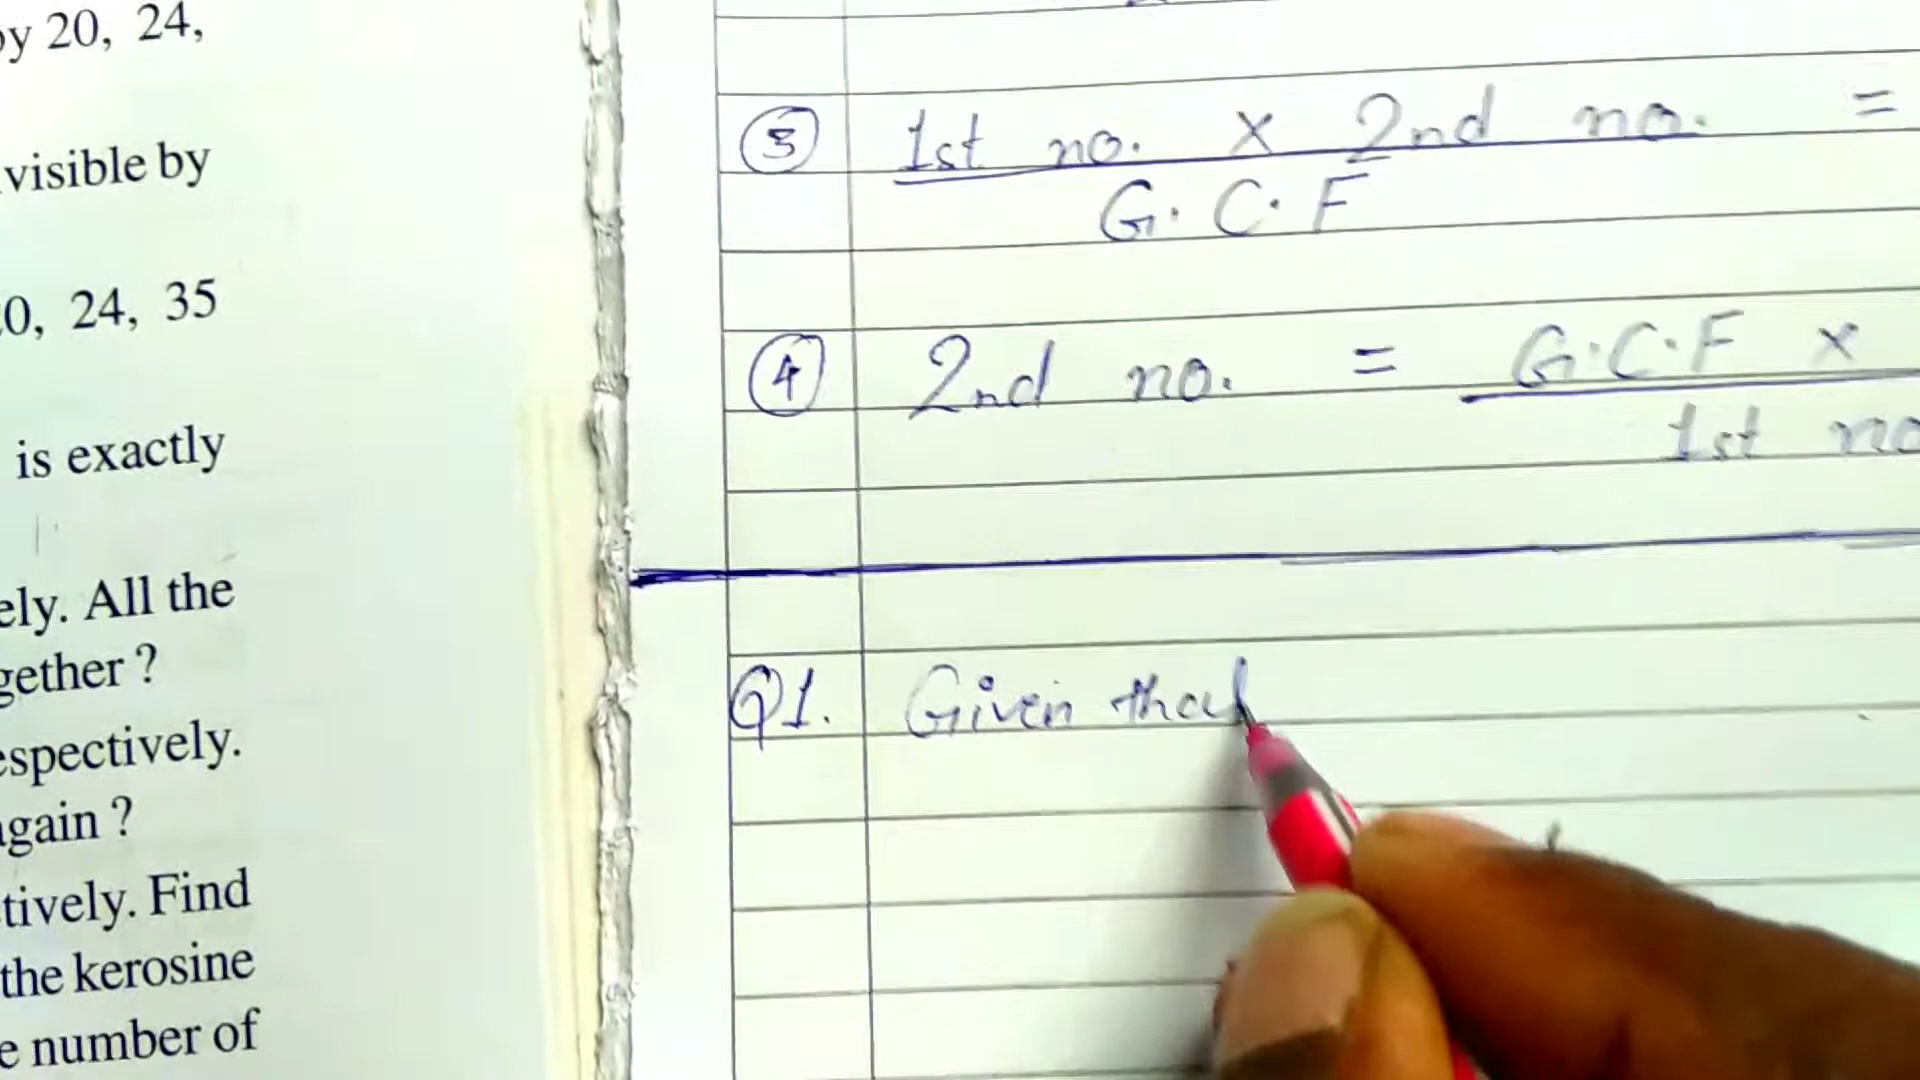 by 20, 24,
visible by
0, 24, 35
is exactly
ely. All the
gether ?
espectively.
again ?
tively. Find
the kerosine
e number of
3 1st no. x 2nd no. =
G.C.F
4 2nd no. = G.C.F x
1st no
Q1. Given that